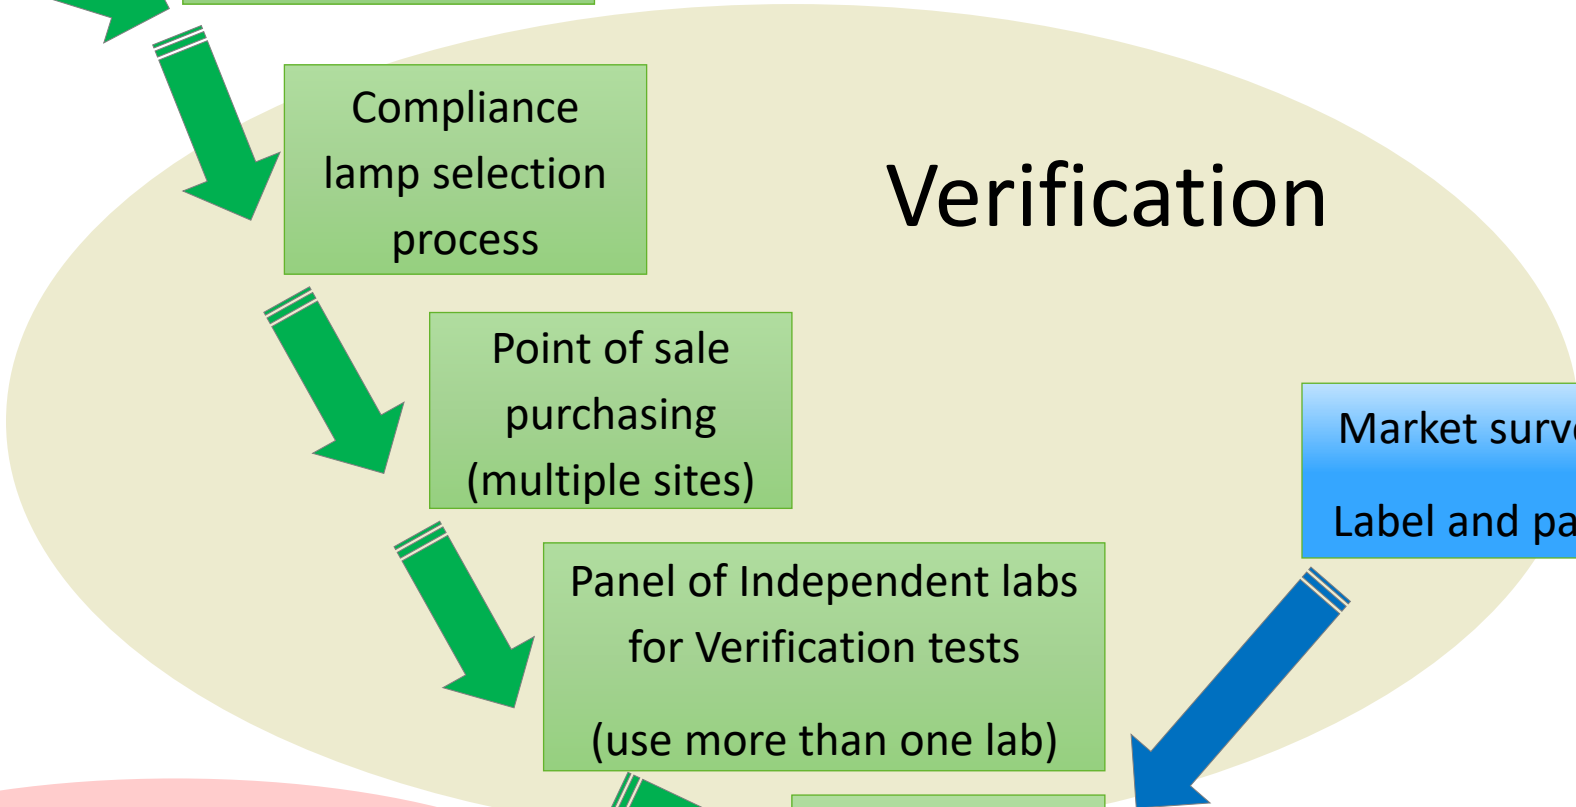 Compliance
lamp selection
process
Verification
Point of sale
purchasing
(multiple sites)
Market surv
Label and pa
Panel of Independent labs
for Verification tests
(use more than one lab)